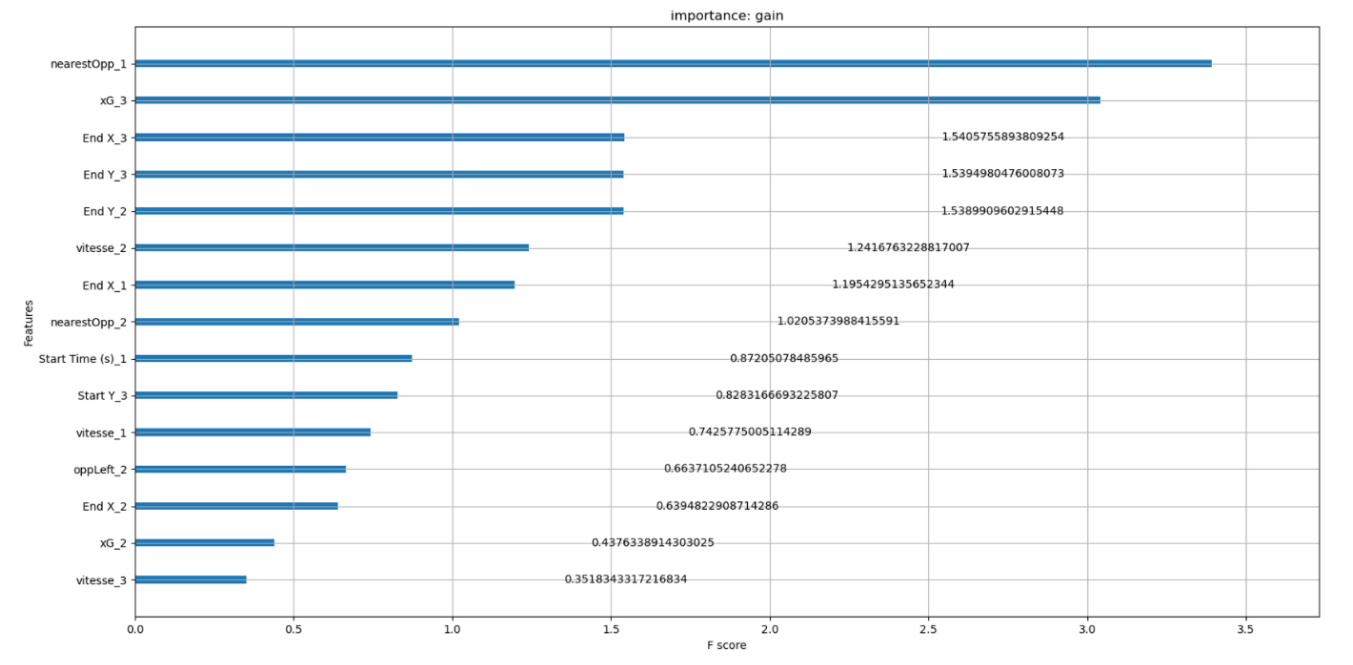 importance: gain
nearestOpp_1
xG_3
End X_3 1.5405755893809254
End Y_3 1.5394980476008073
End Y_2 1.5389909602915448
vitesse_2 1.2416763228817007
End X_1 1.1954295135652344
nearestOpp_2 1.0205373988415591
Start Time (s)_1 0.87205078485965
Start Y_3 0.8283166693225807
vitesse_1 0.7425775005114289
oppLeft_2 0.6637105240652278
End X_2 0.6394822908714286
xG_2 0.4376338914303025
vitesse_3 0.3518343317216834
Features
0.0 0.5 1.0 1.5 2.0 2.5 3.0 3.5
F score